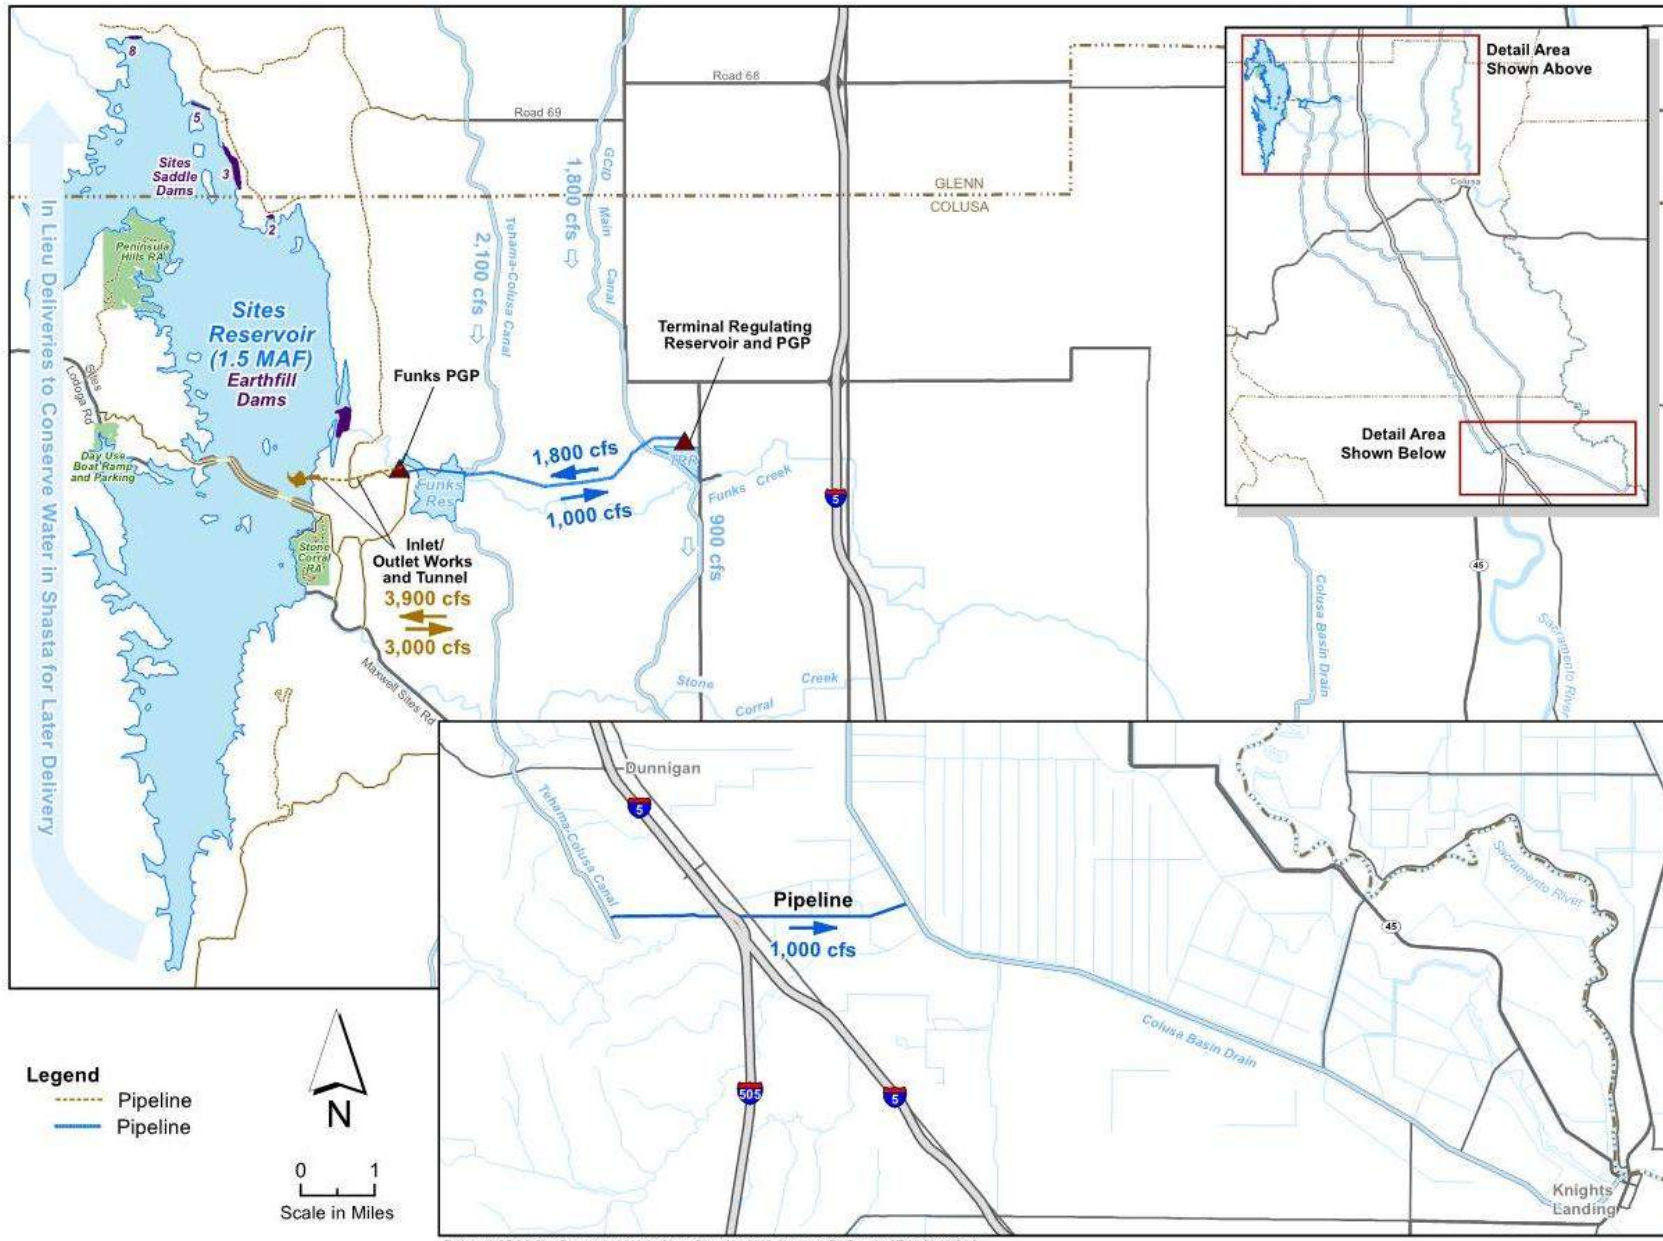 8
5
Sites
Saddle
Dams
3
2
Road 69
Road 68
GLENN
COLUSA
GCID Main Canal
1,800 cfs
Tehama-Colusa Canal
2,100 cfs
In Lieu Deliveries to Conserve Water in Shasta for Later Delivery
Peninsula
Hills RA
Sites
Reservoir
(1.5 MAF)
Earthfill
Dams
Sites
Lodoga Rd
Day Use
Boat Ramp
and Parking
Funks PGP
Terminal Regulating
Reservoir and PGP
1,800 cfs
1,000 cfs
TRR
Funks Creek
Funks
Res
900 cfs
5
Stone
Corral
RA
Inlet/
Outlet Works
and Tunnel
3,900 cfs
3,000 cfs
Maxwell Sites Rd
Stone Corral Creek
Colusa Basin Drain
45
Sacramento River
Detail Area
Shown Above
Colusa
Detail Area
Shown Below
Dunnigan
5
Tehama-Colusa Canal
Pipeline
1,000 cfs
Sacramento River
45
Colusa Basin Drain
505
5
Knights
Landing
Legend
Pipeline
Pipeline
N
0 1
Scale in Miles